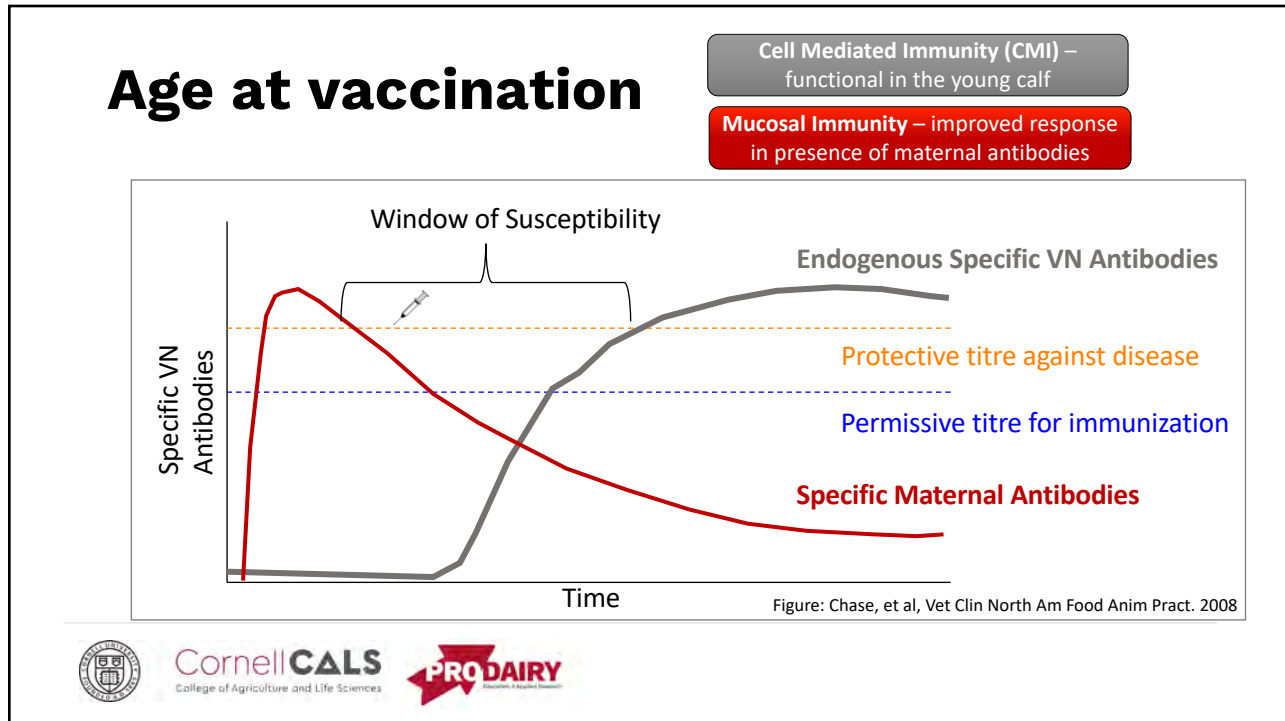 Age at vaccination
Cell Mediated Immunity (CMI) –
functional in the young calf
Mucosal Immunity – improved response
in presence of maternal antibodies
Window of Susceptibility
Endogenous Specific VN Antibodies
Protective titre against disease
Permissive titre for immunization
Specific Maternal Antibodies
Specific VN
Antibodies
Time
Figure: Chase, et al, Vet Clin North Am Food Anim Pract. 2008
CornellCALS
College of Agriculture and Life Sciences
PRODAIRY